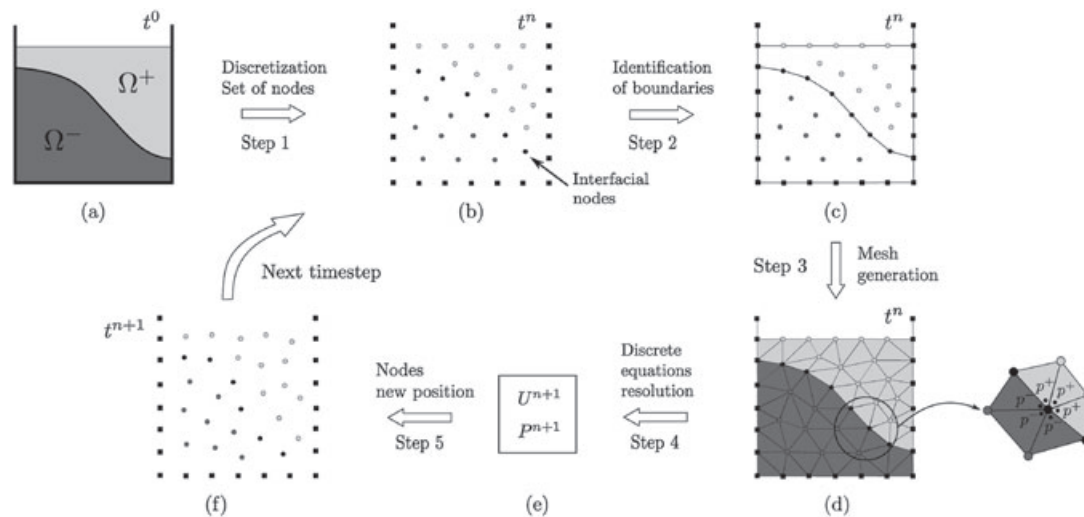 t⁰
Ω⁺
Ω⁻
(a)
Discretization
Set of nodes
Step 1
tⁿ
Interfacial
nodes
(b)
Identification
of boundaries
Step 2
tⁿ
(c)
Step 3
Mesh
generation
tⁿ
p⁻ p⁺ p⁺
p⁻ p⁻ p⁺
(d)
Discrete
equations
resolution
Step 4
Uⁿ⁺¹
Pⁿ⁺¹
(e)
Nodes
new position
Step 5
tⁿ⁺¹
(f)
Next timestep